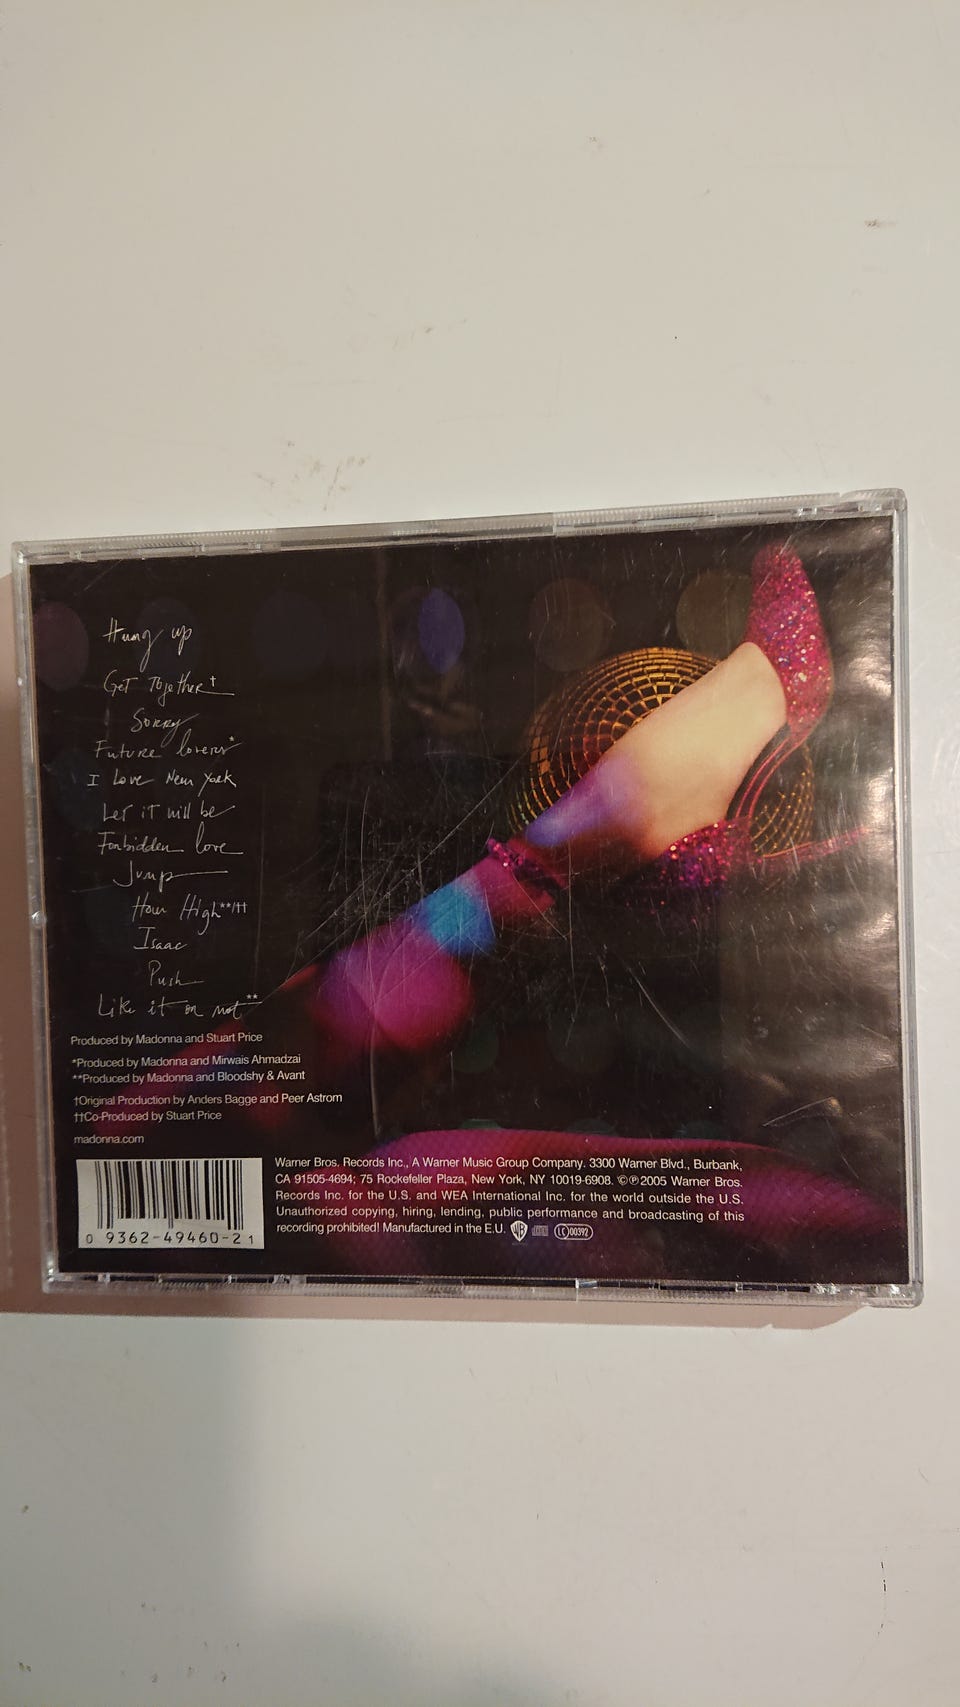 Hung up
Get Together†
Sorry
Future lovers*
I Love New York
Let it will be
Forbidden love
Jump
How High**/††
Isaac
Push
Like it or not**
Produced by Madonna and Stuart Price
*Produced by Madonna and Mirwais Ahmadzai
**Produced by Madonna and Bloodshy & Avant
†Original Production by Anders Bagge and Peer Astrom
††Co-Produced by Stuart Price
madonna.com
Warner Bros. Records Inc., A Warner Music Group Company. 3300 Warner Blvd., Burbank,
CA 91505-4694; 75 Rockefeller Plaza, New York, NY 10019-6908. ©℗2005 Warner Bros.
Records Inc. for the U.S. and WEA International Inc. for the world outside the U.S.
Unauthorized copying, hiring, lending, public performance and broadcasting of this
recording prohibited! Manufactured in the E.U. WB LC 00392
0 9362-49460-2 1